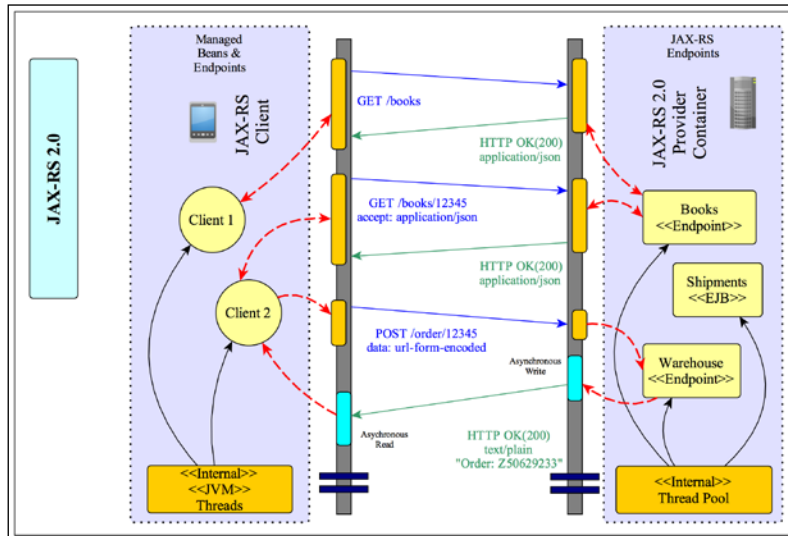 JAX-RS 2.0
Managed
Beans &
Endpoints
JAX-RS
Client
Client 1
Client 2
<<Internal>>
<<JVM>>
Threads
GET /books
HTTP OK(200)
application/json
GET /books/12345
accept: application/json
HTTP OK(200)
application/json
POST /order/12345
data: url-form-encoded
Asynchronous
Write
Asychronous
Read
HTTP OK(200)
text/plain
"Order: Z50629233"
JAX-RS
Endpoints
JAX-RS 2.0
Provider
Container
Books
<<Endpoint>>
Shipments
<<EJB>>
Warehouse
<<Endpoint>>
<<Internal>>
Thread Pool